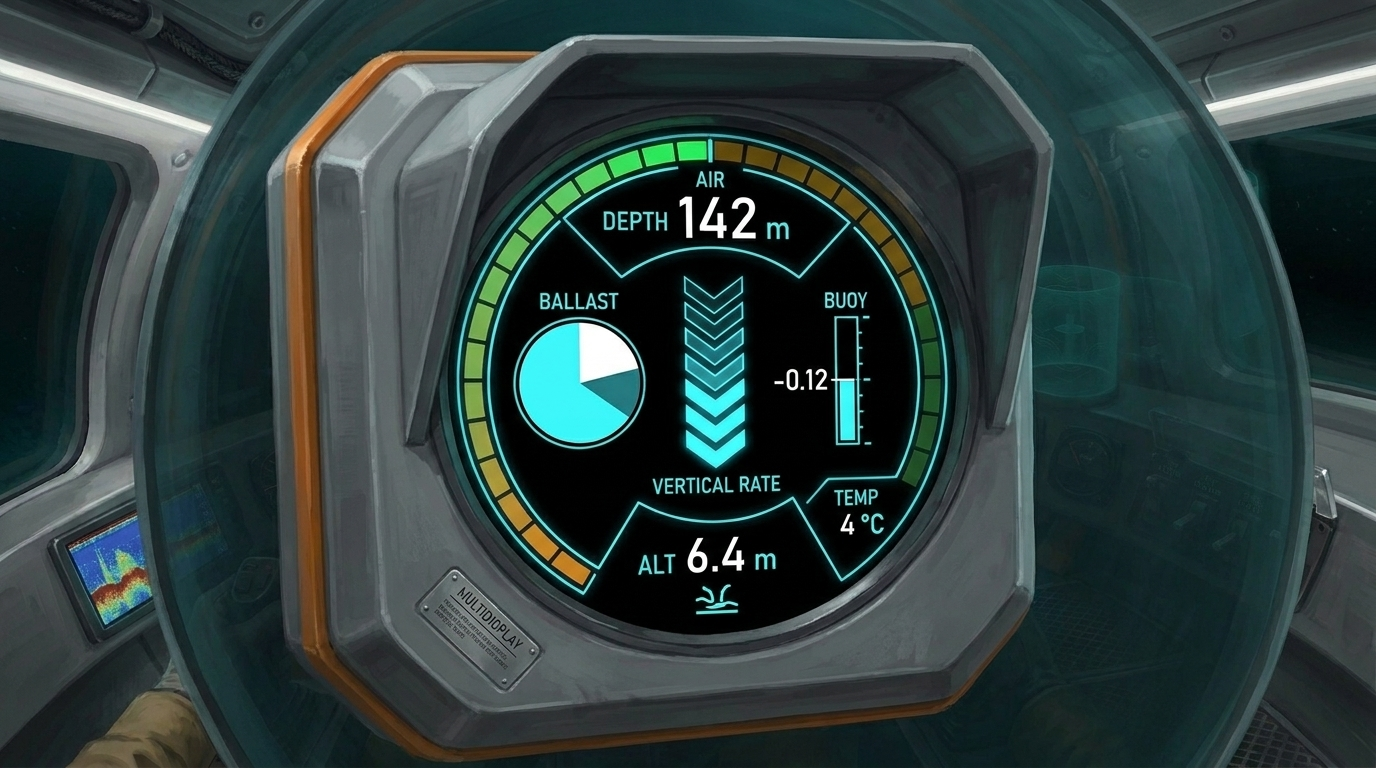 AIR
DEPTH 142 m
BALLAST
BUOY
-0.12
VERTICAL RATE
TEMP
4 °C
ALT 6.4 m
MULTIDIOPLAY